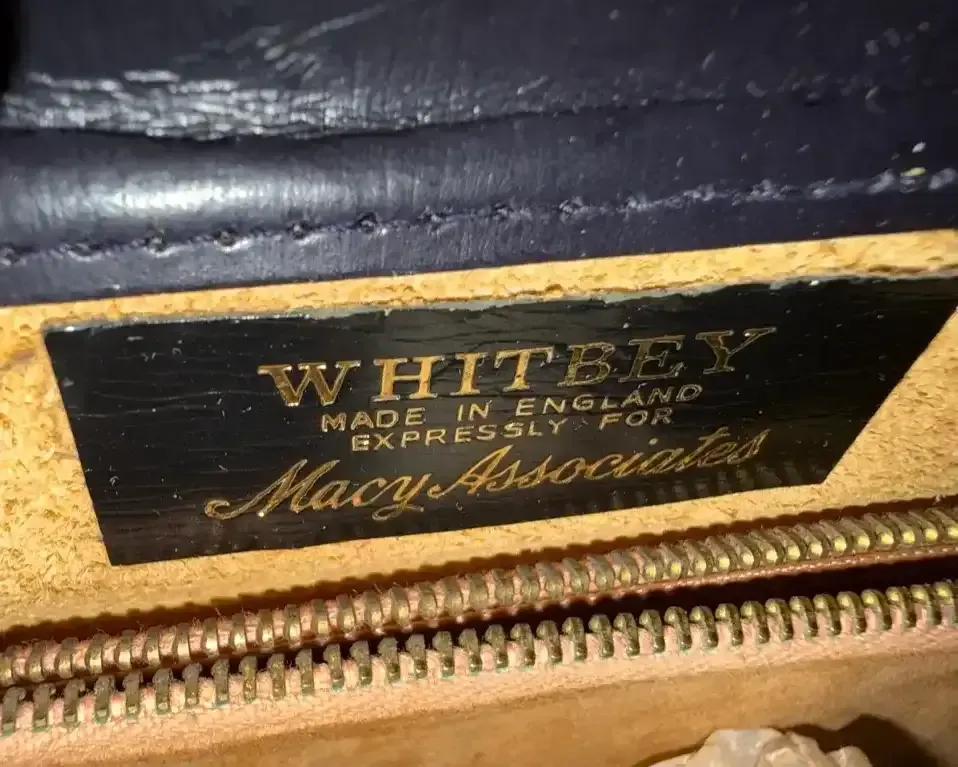 WHITBEY
MADE IN ENGLAND
EXPRESSLY FOR
Macy Associates